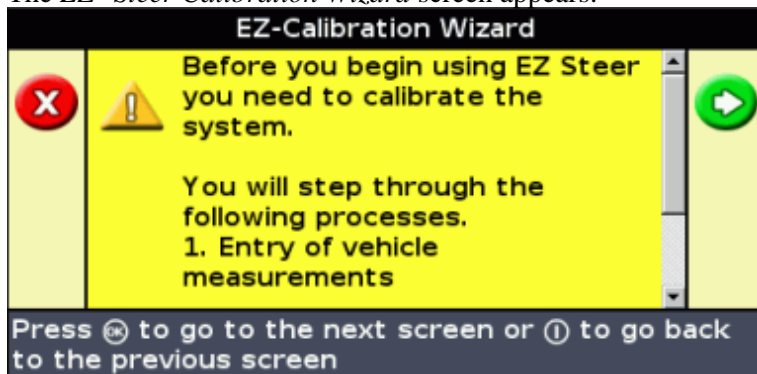 The EZ-Steer Calibration Wizard screen appears.
EZ-Calibration Wizard
Before you begin using EZ Steer
you need to calibrate the
system.
You will step through the
following processes.
1. Entry of vehicle
measurements
Press OK to go to the next screen or to go back
to the previous screen